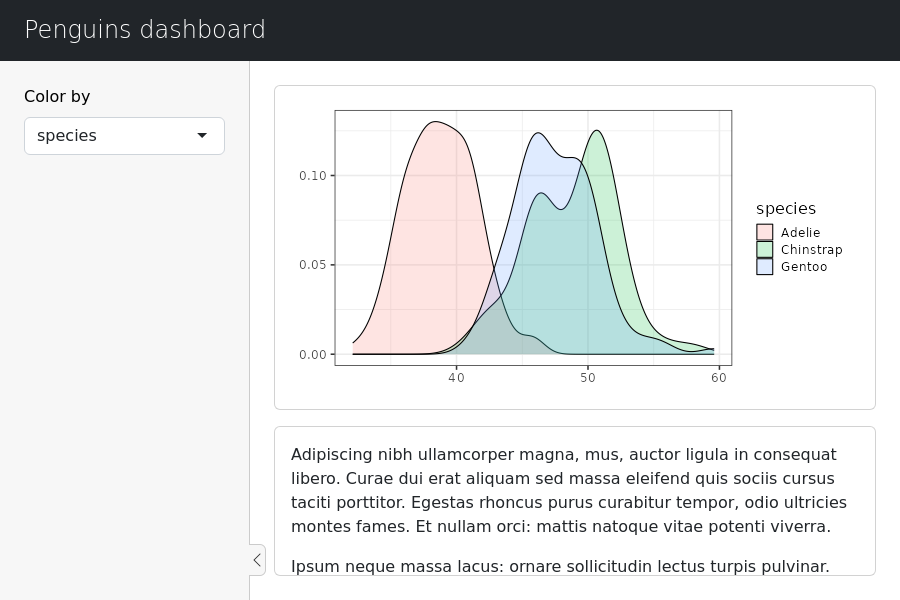 Penguins dashboard
Color by
species
0.10
0.05
0.00
40 50 60
species
Adelie
Chinstrap
Gentoo
Adipiscing nibh ullamcorper magna, mus, auctor ligula in consequat
libero. Curae dui erat aliquam sed massa eleifend quis sociis cursus
taciti porttitor. Egestas rhoncus purus curabitur tempor, odio ultricies
montes fames. Et nullam orci: mattis natoque vitae potenti viverra.
Ipsum neque massa lacus: ornare sollicitudin lectus turpis pulvinar.